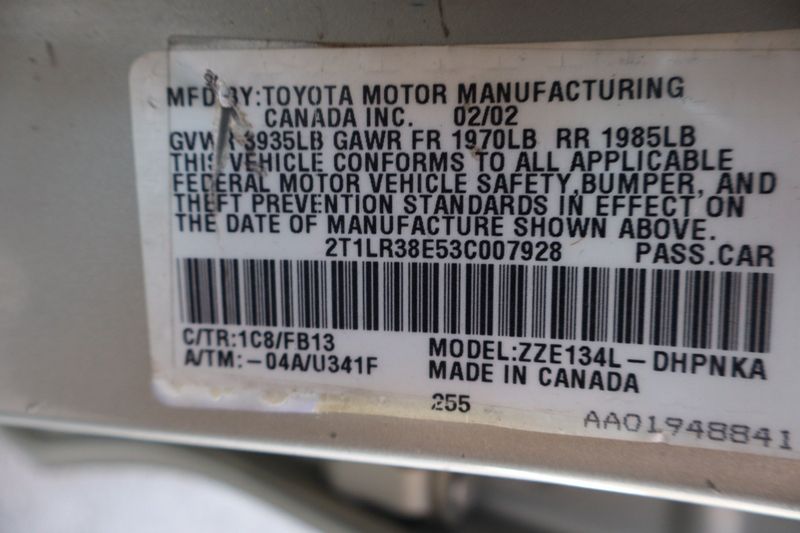 MFD BY:TOYOTA MOTOR MANUFACTURING
CANADA INC. 02/02
GVWR 3935LB GAWR FR 1970LB RR 1985LB
THIS VEHICLE CONFORMS TO ALL APPLICABLE
FEDERAL MOTOR VEHICLE SAFETY,BUMPER, AND
THEFT PREVENTION STANDARDS IN EFFECT ON
THE DATE OF MANUFACTURE SHOWN ABOVE.
2T1LR38E53C007928 PASS.CAR
C/TR:1C8/FB13
A/TM:-04A/U341F
MODEL:ZZE134L-DHPNKA
MADE IN CANADA
255
AA01948841